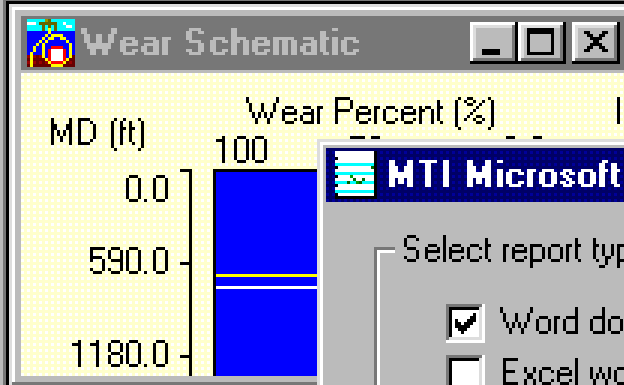 Wear Schematic
Wear Percent (%)
MD (ft)
100
0.0
590.0
1180.0
MTI Microsoft
Select report typ
Word do
Excel wo